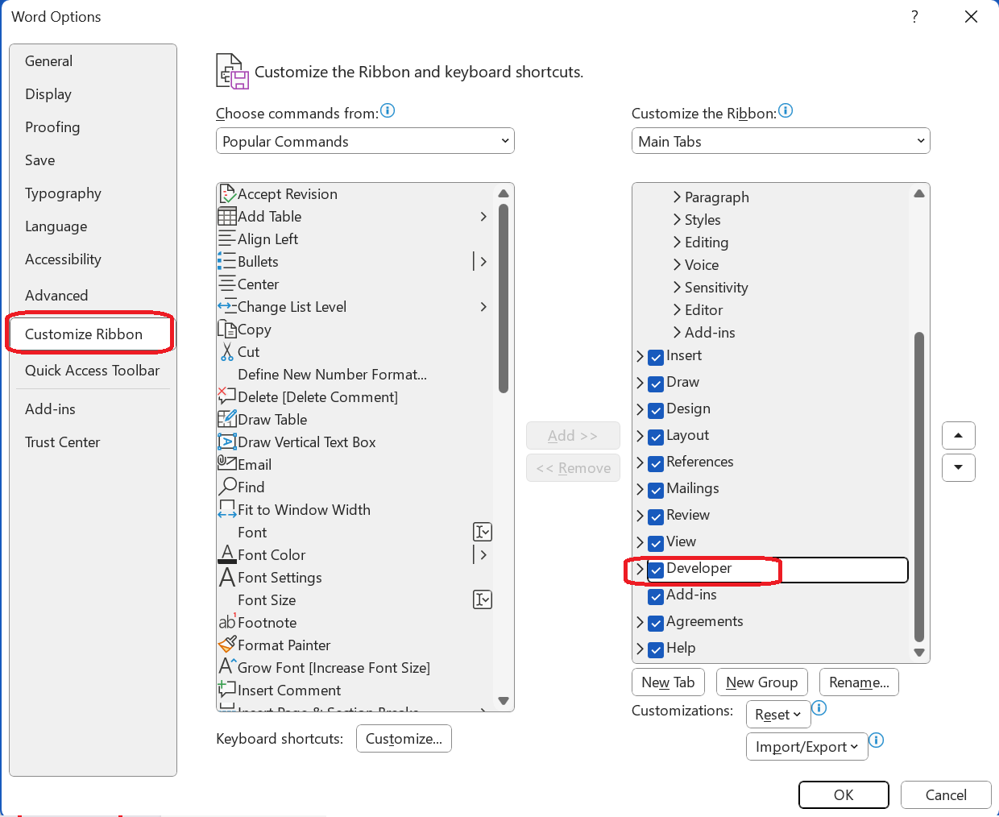 Word Options
?
General
Display
Proofing
Save
Typography
Language
Accessibility
Advanced
Customize Ribbon
Quick Access Toolbar
Add-ins
Trust Center
Customize the Ribbon and keyboard shortcuts.
Choose commands from:
Popular Commands
Accept Revision
Add Table
Align Left
Bullets
Center
Change List Level
Copy
Cut
Define New Number Format...
Delete [Delete Comment]
Draw Table
Draw Vertical Text Box
Email
Find
Fit to Window Width
Font
Font Color
Font Settings
Font Size
Footnote
Format Painter
Grow Font [Increase Font Size]
Insert Comment
Insert Page & Section Breaks
Keyboard shortcuts:
Customize...
Add >>
<< Remove
Customize the Ribbon:
Main Tabs
Paragraph
Styles
Editing
Voice
Sensitivity
Editor
Add-ins
Insert
Draw
Design
Layout
References
Mailings
Review
View
Developer
Add-ins
Agreements
Help
New Tab
New Group
Rename...
Customizations:
Reset
Import/Export
OK
Cancel